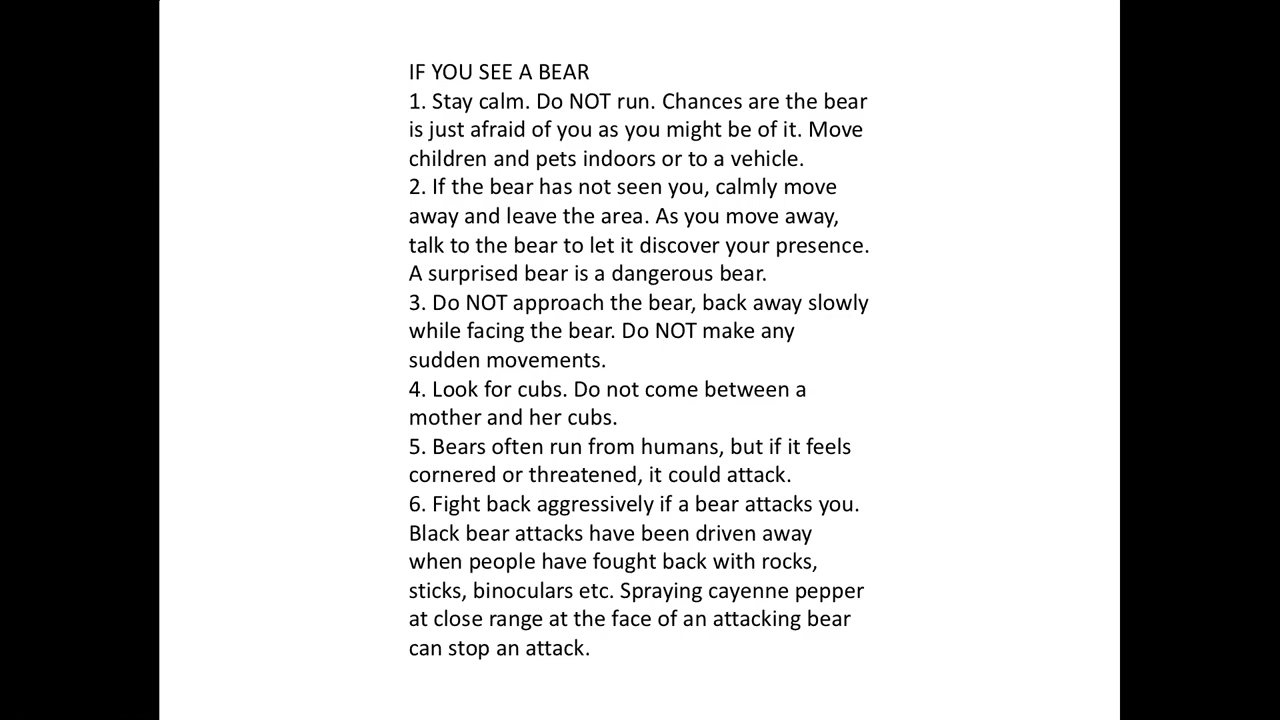 IF YOU SEE A BEAR
1. Stay calm. Do NOT run. Chances are the bear
is just afraid of you as you might be of it. Move
children and pets indoors or to a vehicle.
2. If the bear has not seen you, calmly move
away and leave the area. As you move away,
talk to the bear to let it discover your presence.
A surprised bear is a dangerous bear.
3. Do NOT approach the bear, back away slowly
while facing the bear. Do NOT make any
sudden movements.
4. Look for cubs. Do not come between a
mother and her cubs.
5. Bears often run from humans, but if it feels
cornered or threatened, it could attack.
6. Fight back aggressively if a bear attacks you.
Black bear attacks have been driven away
when people have fought back with rocks,
sticks, binoculars etc. Spraying cayenne pepper
at close range at the face of an attacking bear
can stop an attack.